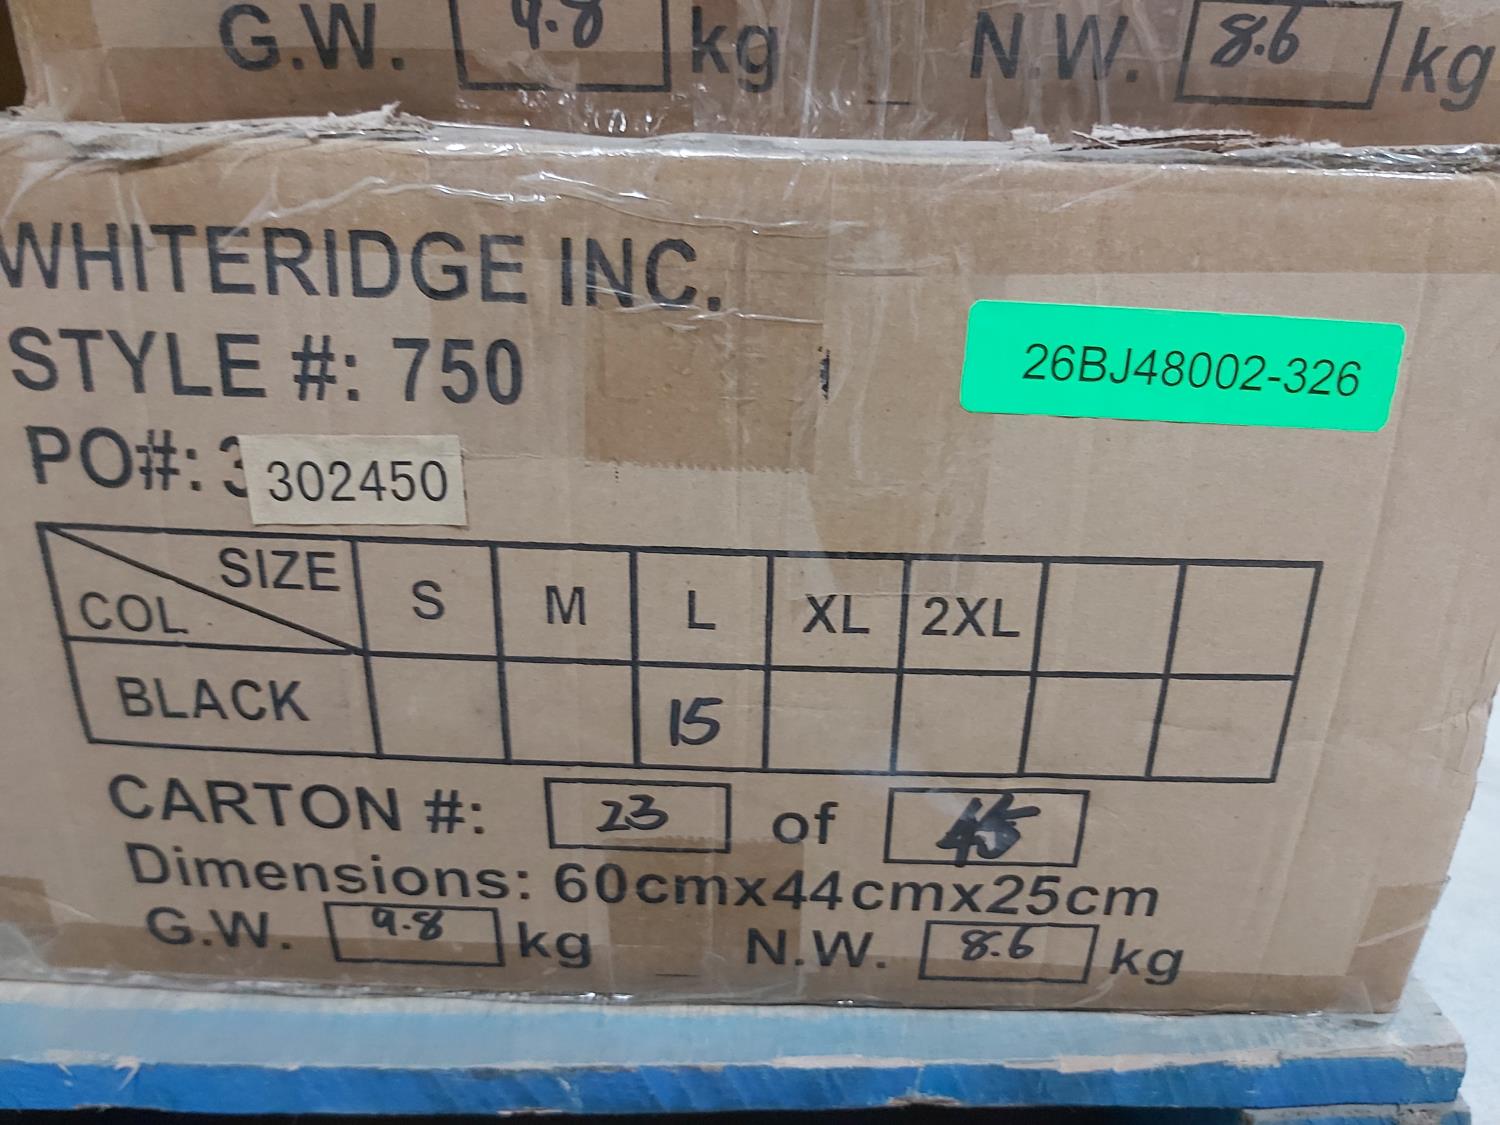 G.W. 9.8 kg N.W. 8.6 kg
WHITERIDGE INC.
STYLE #: 750
26BJ48002-326
PO#: 3 302450
SIZE COL S M L XL 2XL
BLACK 15
CARTON #: 23 of 45
Dimensions: 60cmx44cmx25cm
G.W. 9.8 kg N.W. 8.6 kg